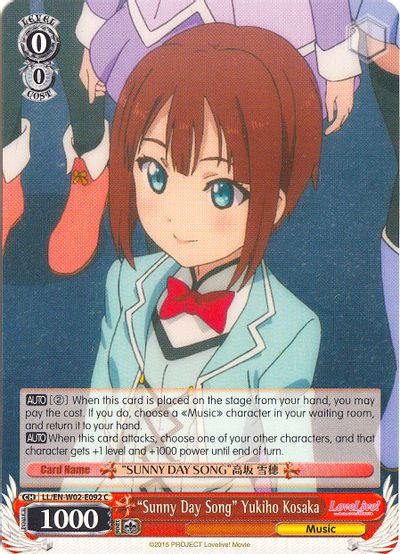 LEVEL
0
0
COST
AUTO [②] When this card is placed on the stage from your hand, you may
pay the cost. If you do, choose a «Music» character in your waiting room,
and return it to your hand.
AUTO When this card attacks, choose one of your other characters, and that
character gets +1 level and +1000 power until end of turn.
Card Name "SUNNY DAY SONG"高坂 雪穂
CH LL/EN-W02-E092 C
POWER 1000 SOUL "Sunny Day Song" Yukiho Kosaka LoveLive!
Music
©2015 PROJECT Lovelive! Movie